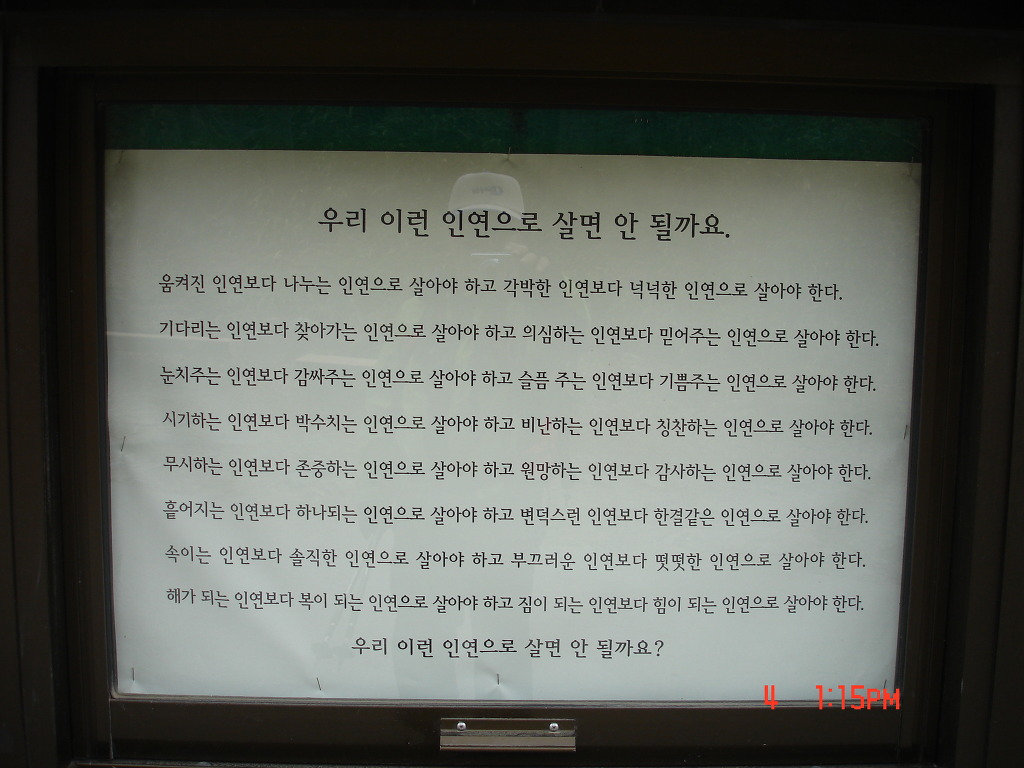 우리 이런 인연으로 살면 안 될까요.
움켜진 인연보다 나누는 인연으로 살아야 하고 각박한 인연보다 넉넉한 인연으로 살아야 한다.
기다리는 인연보다 찾아가는 인연으로 살아야 하고 의심하는 인연보다 믿어주는 인연으로 살아야 한다.
눈치주는 인연보다 감싸주는 인연으로 살아야 하고 슬픔 주는 인연보다 기쁨주는 인연으로 살아야 한다.
시기하는 인연보다 박수치는 인연으로 살아야 하고 비난하는 인연보다 칭찬하는 인연으로 살아야 한다.
무시하는 인연보다 존중하는 인연으로 살아야 하고 원망하는 인연보다 감사하는 인연으로 살아야 한다.
흩어지는 인연보다 하나되는 인연으로 살아야 하고 변덕스런 인연보다 한결같은 인연으로 살아야 한다.
속이는 인연보다 솔직한 인연으로 살아야 하고 부끄러운 인연보다 떳떳한 인연으로 살아야 한다.
해가 되는 인연보다 복이 되는 인연으로 살아야 하고 짐이 되는 인연보다 힘이 되는 인연으로 살아야 한다.
우리 이런 인연으로 살면 안 될까요?
4 1:15PM